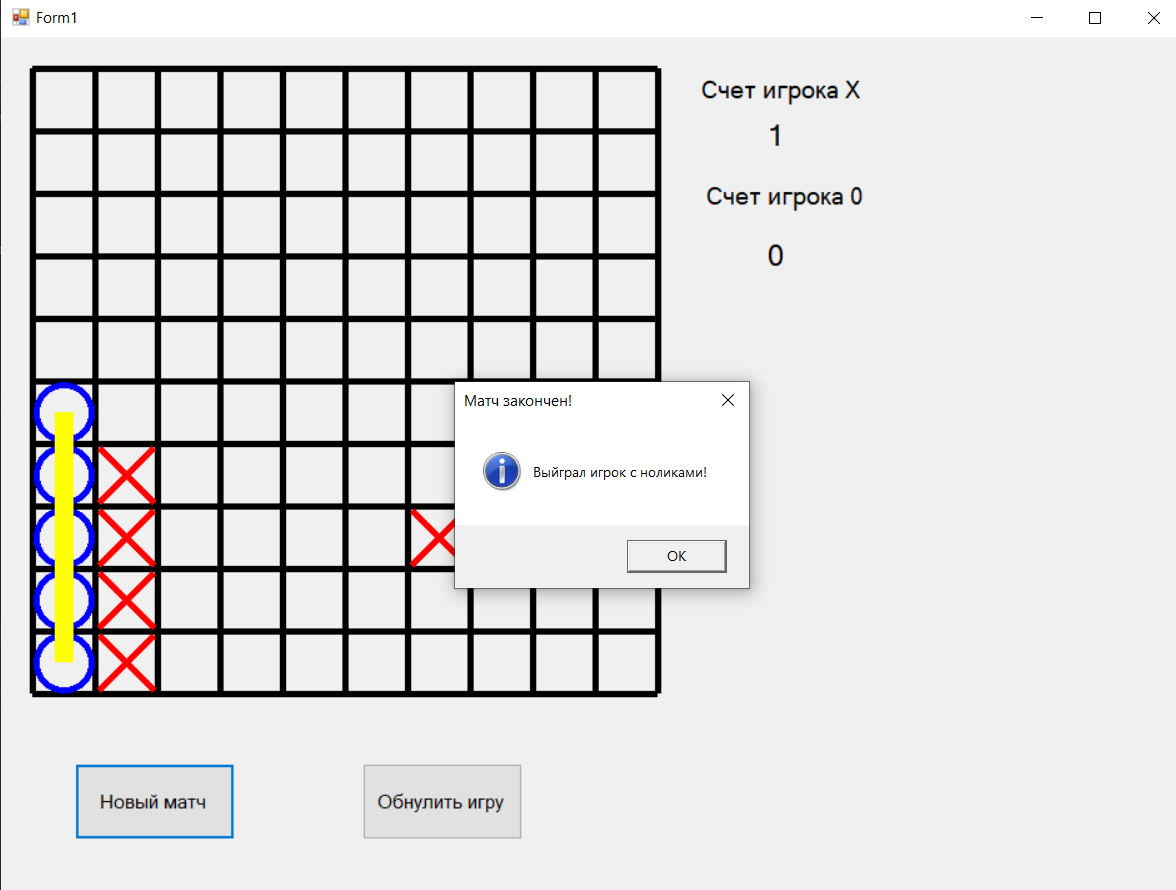 Form1
Счет игрока X
1
Счет игрока 0
0
Матч закончен!
Выйграл игрок с ноликами!
OK
Новый матч
Обнулить игру